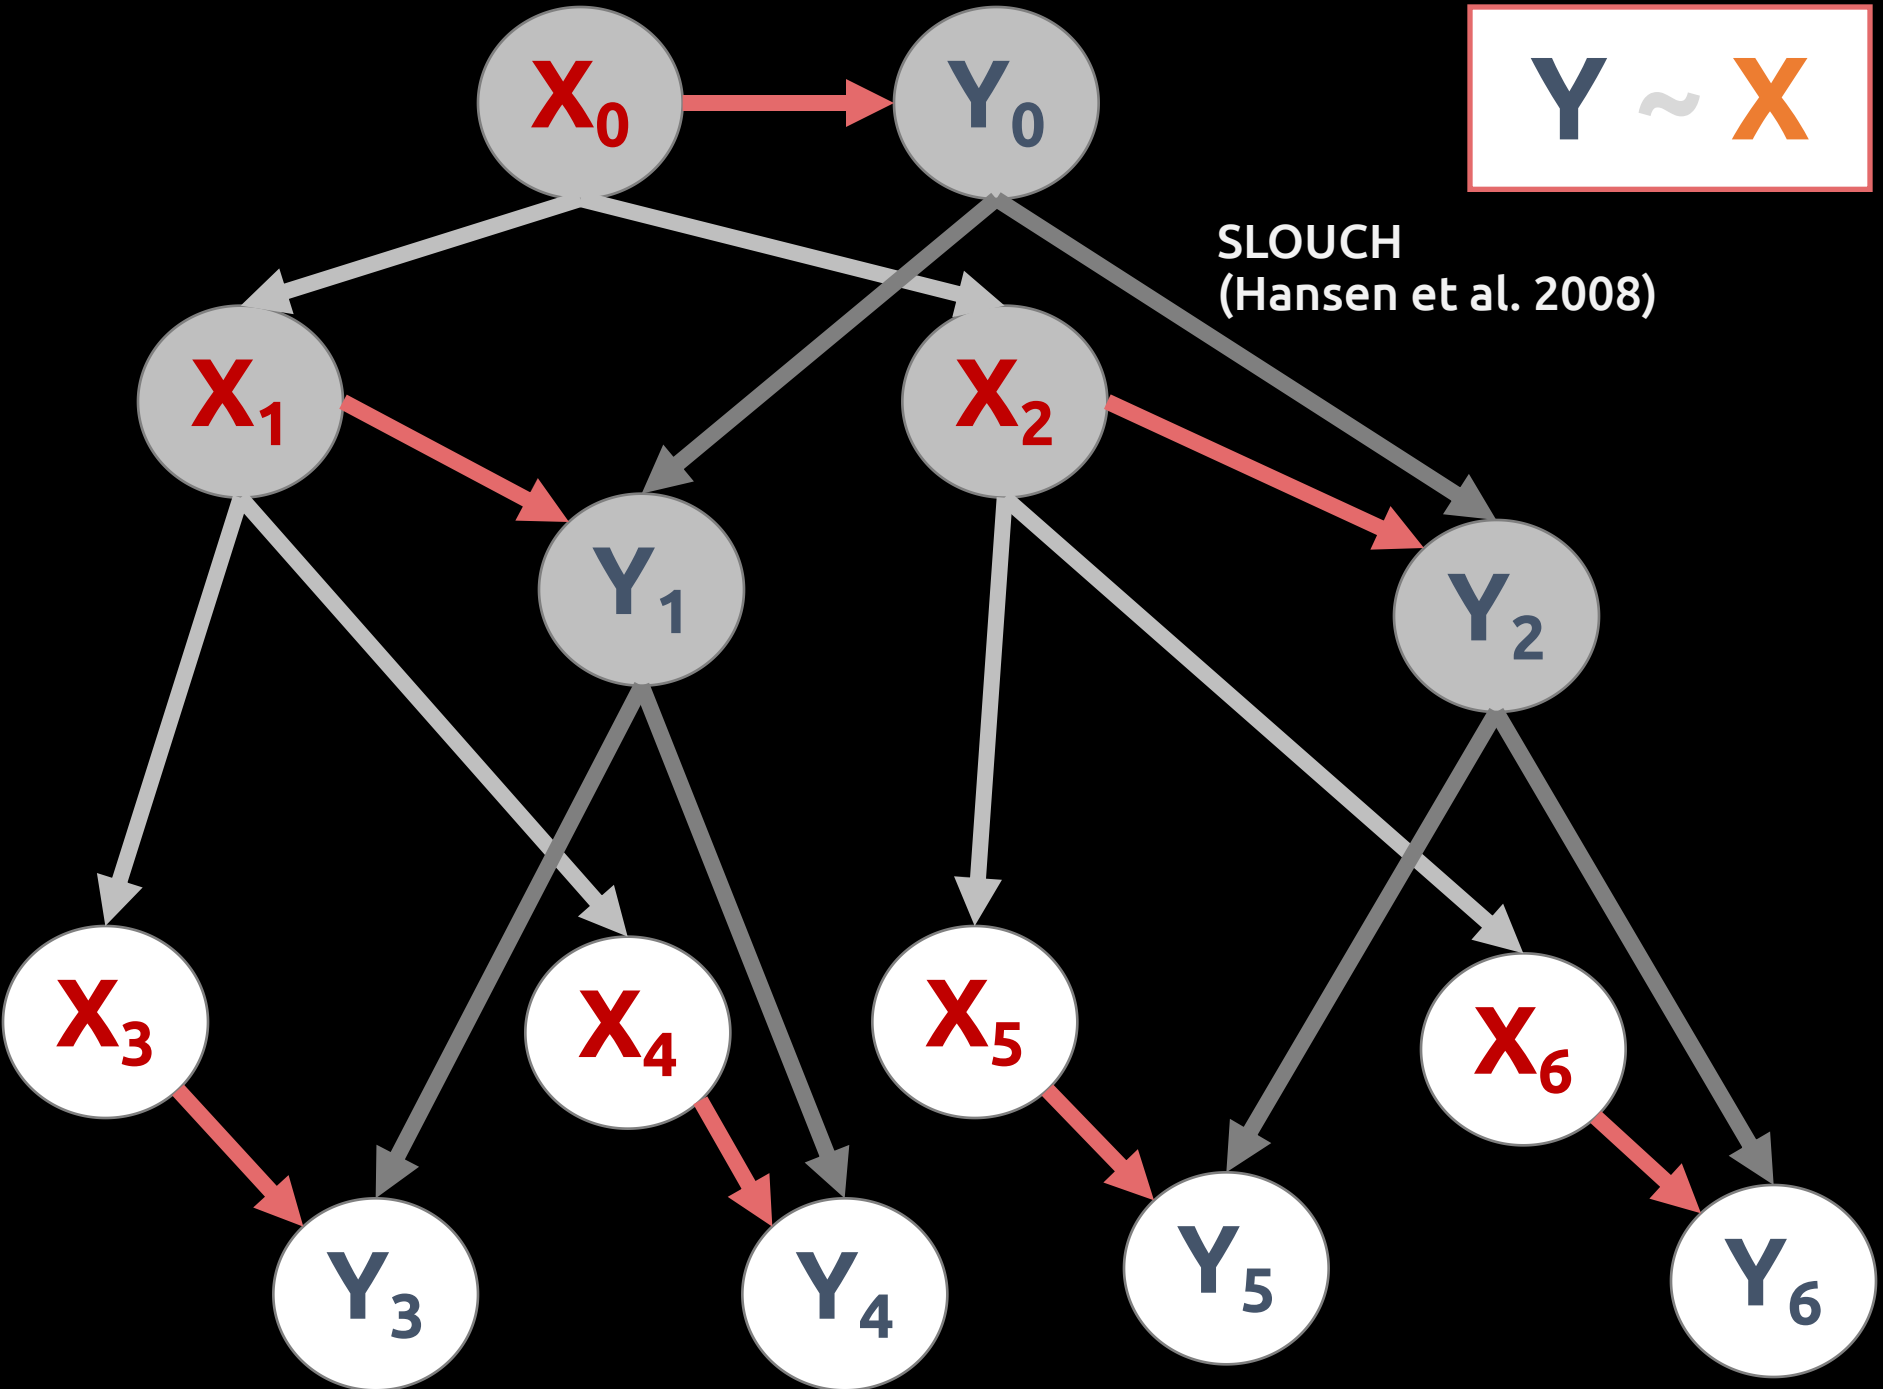 X0
Y0
Y ~ X
SLOUCH
(Hansen et al. 2008)
X1
X2
Y1
Y2
X3
X4
X5
X6
Y3
Y4
Y5
Y6